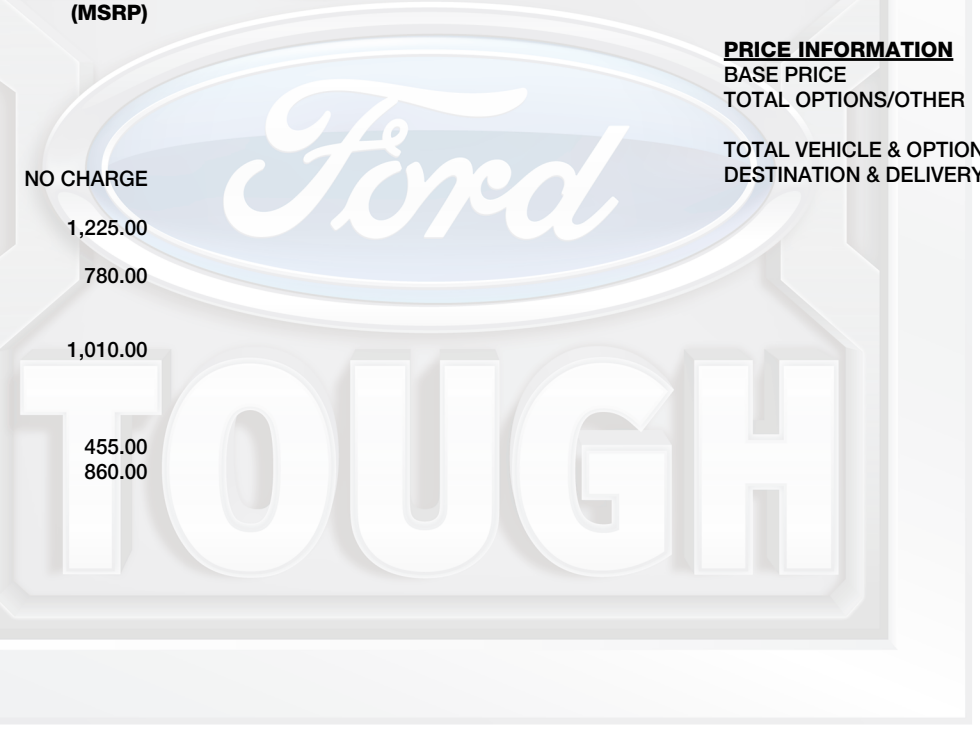 (MSRP)
NO CHARGE
1,225.00
780.00
1,010.00
455.00
860.00
PRICE INFORMATION
BASE PRICE
TOTAL OPTIONS/OTHER
TOTAL VEHICLE & OPTION
DESTINATION & DELIVERY
Ford
TOUGH